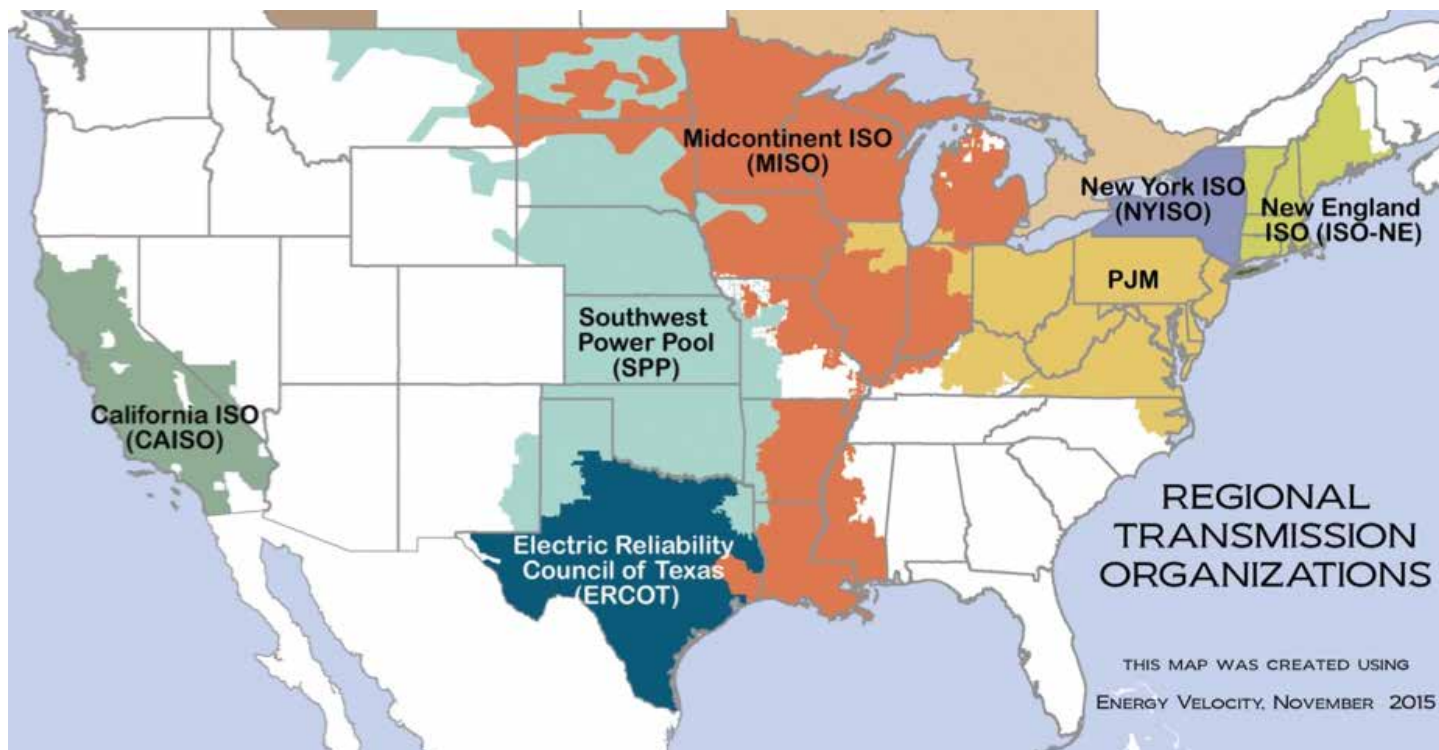 Midcontinent ISO
(MISO)
New York ISO
(NYISO)
New England
ISO (ISO-NE)
PJM
Southwest
Power Pool
(SPP)
California ISO
(CAISO)
Electric Reliability
Council of Texas
(ERCOT)
REGIONAL
TRANSMISSION
ORGANIZATIONS
THIS MAP WAS CREATED USING
ENERGY VELOCITY, NOVEMBER 2015